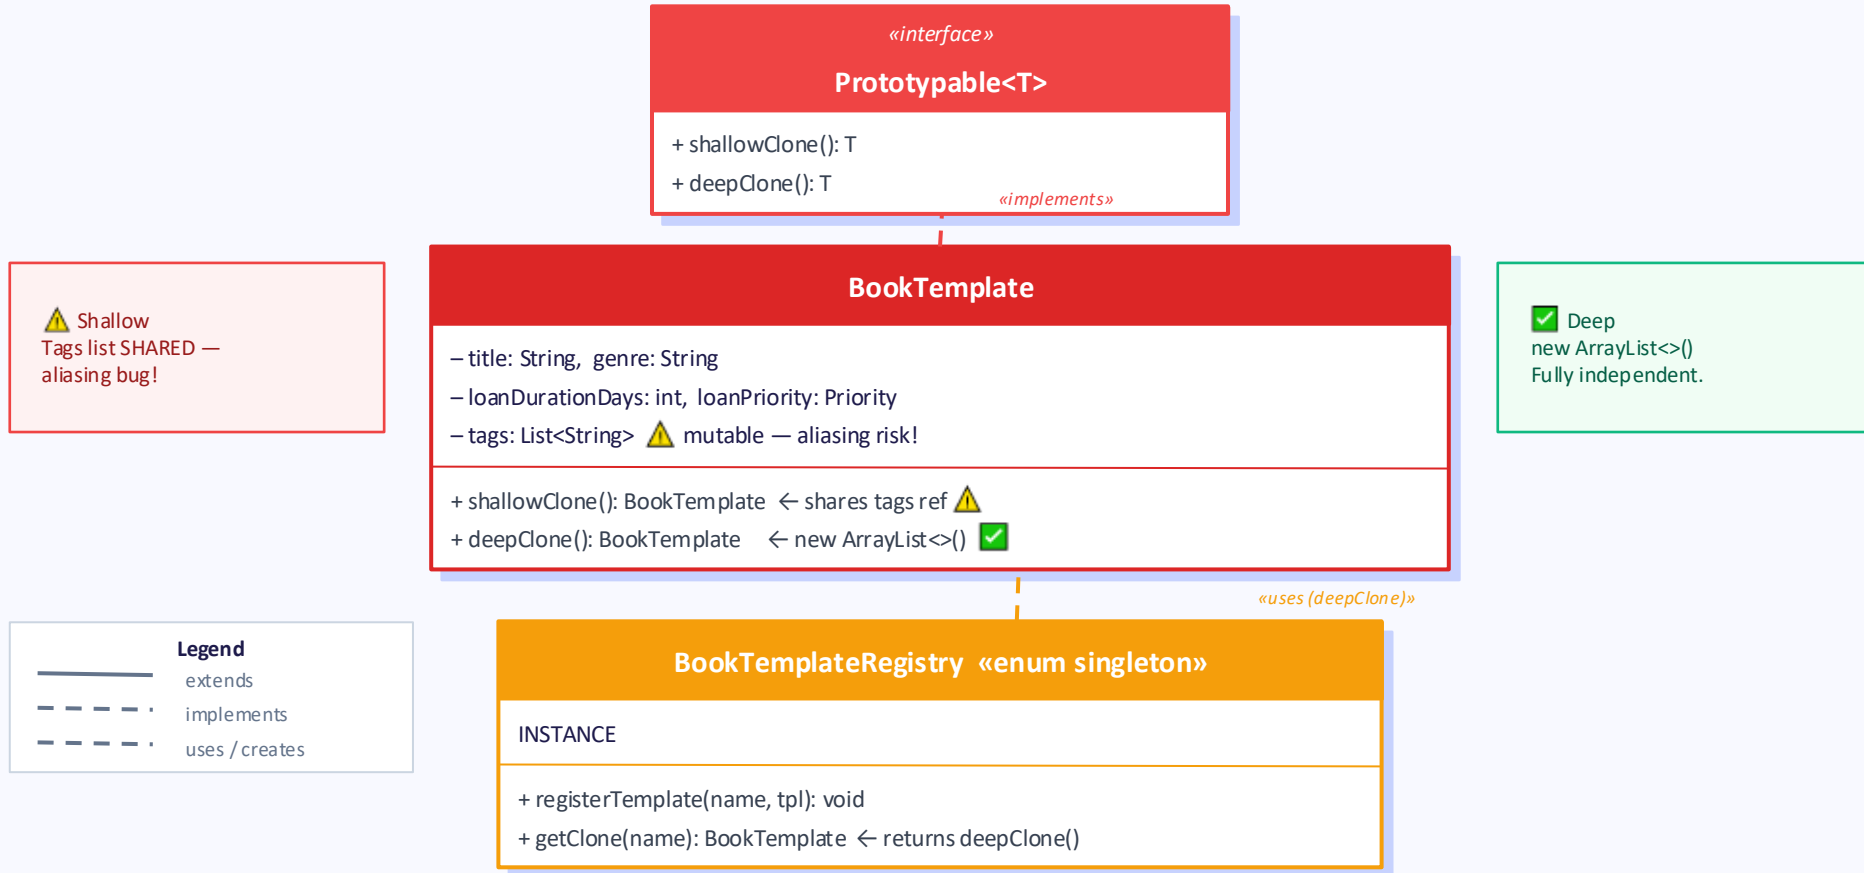 «interface»
Prototypable<T>
+ shallowClone(): T
+ deepClone(): T
«implements»
BookTemplate
– title: String, genre: String
– loanDurationDays: int, loanPriority: Priority
– tags: List<String> ⚠ mutable — aliasing risk!
+ shallowClone(): BookTemplate ← shares tags ref ⚠
+ deepClone(): BookTemplate ← new ArrayList<>() ✅
⚠ Shallow
Tags list SHARED —
aliasing bug!
✅ Deep
new ArrayList<>()
Fully independent.
«uses (deepClone)»
Legend
extends
implements
uses / creates
BookTemplateRegistry «enum singleton»
INSTANCE
+ registerTemplate(name, tpl): void
+ getClone(name): BookTemplate ← returns deepClone()